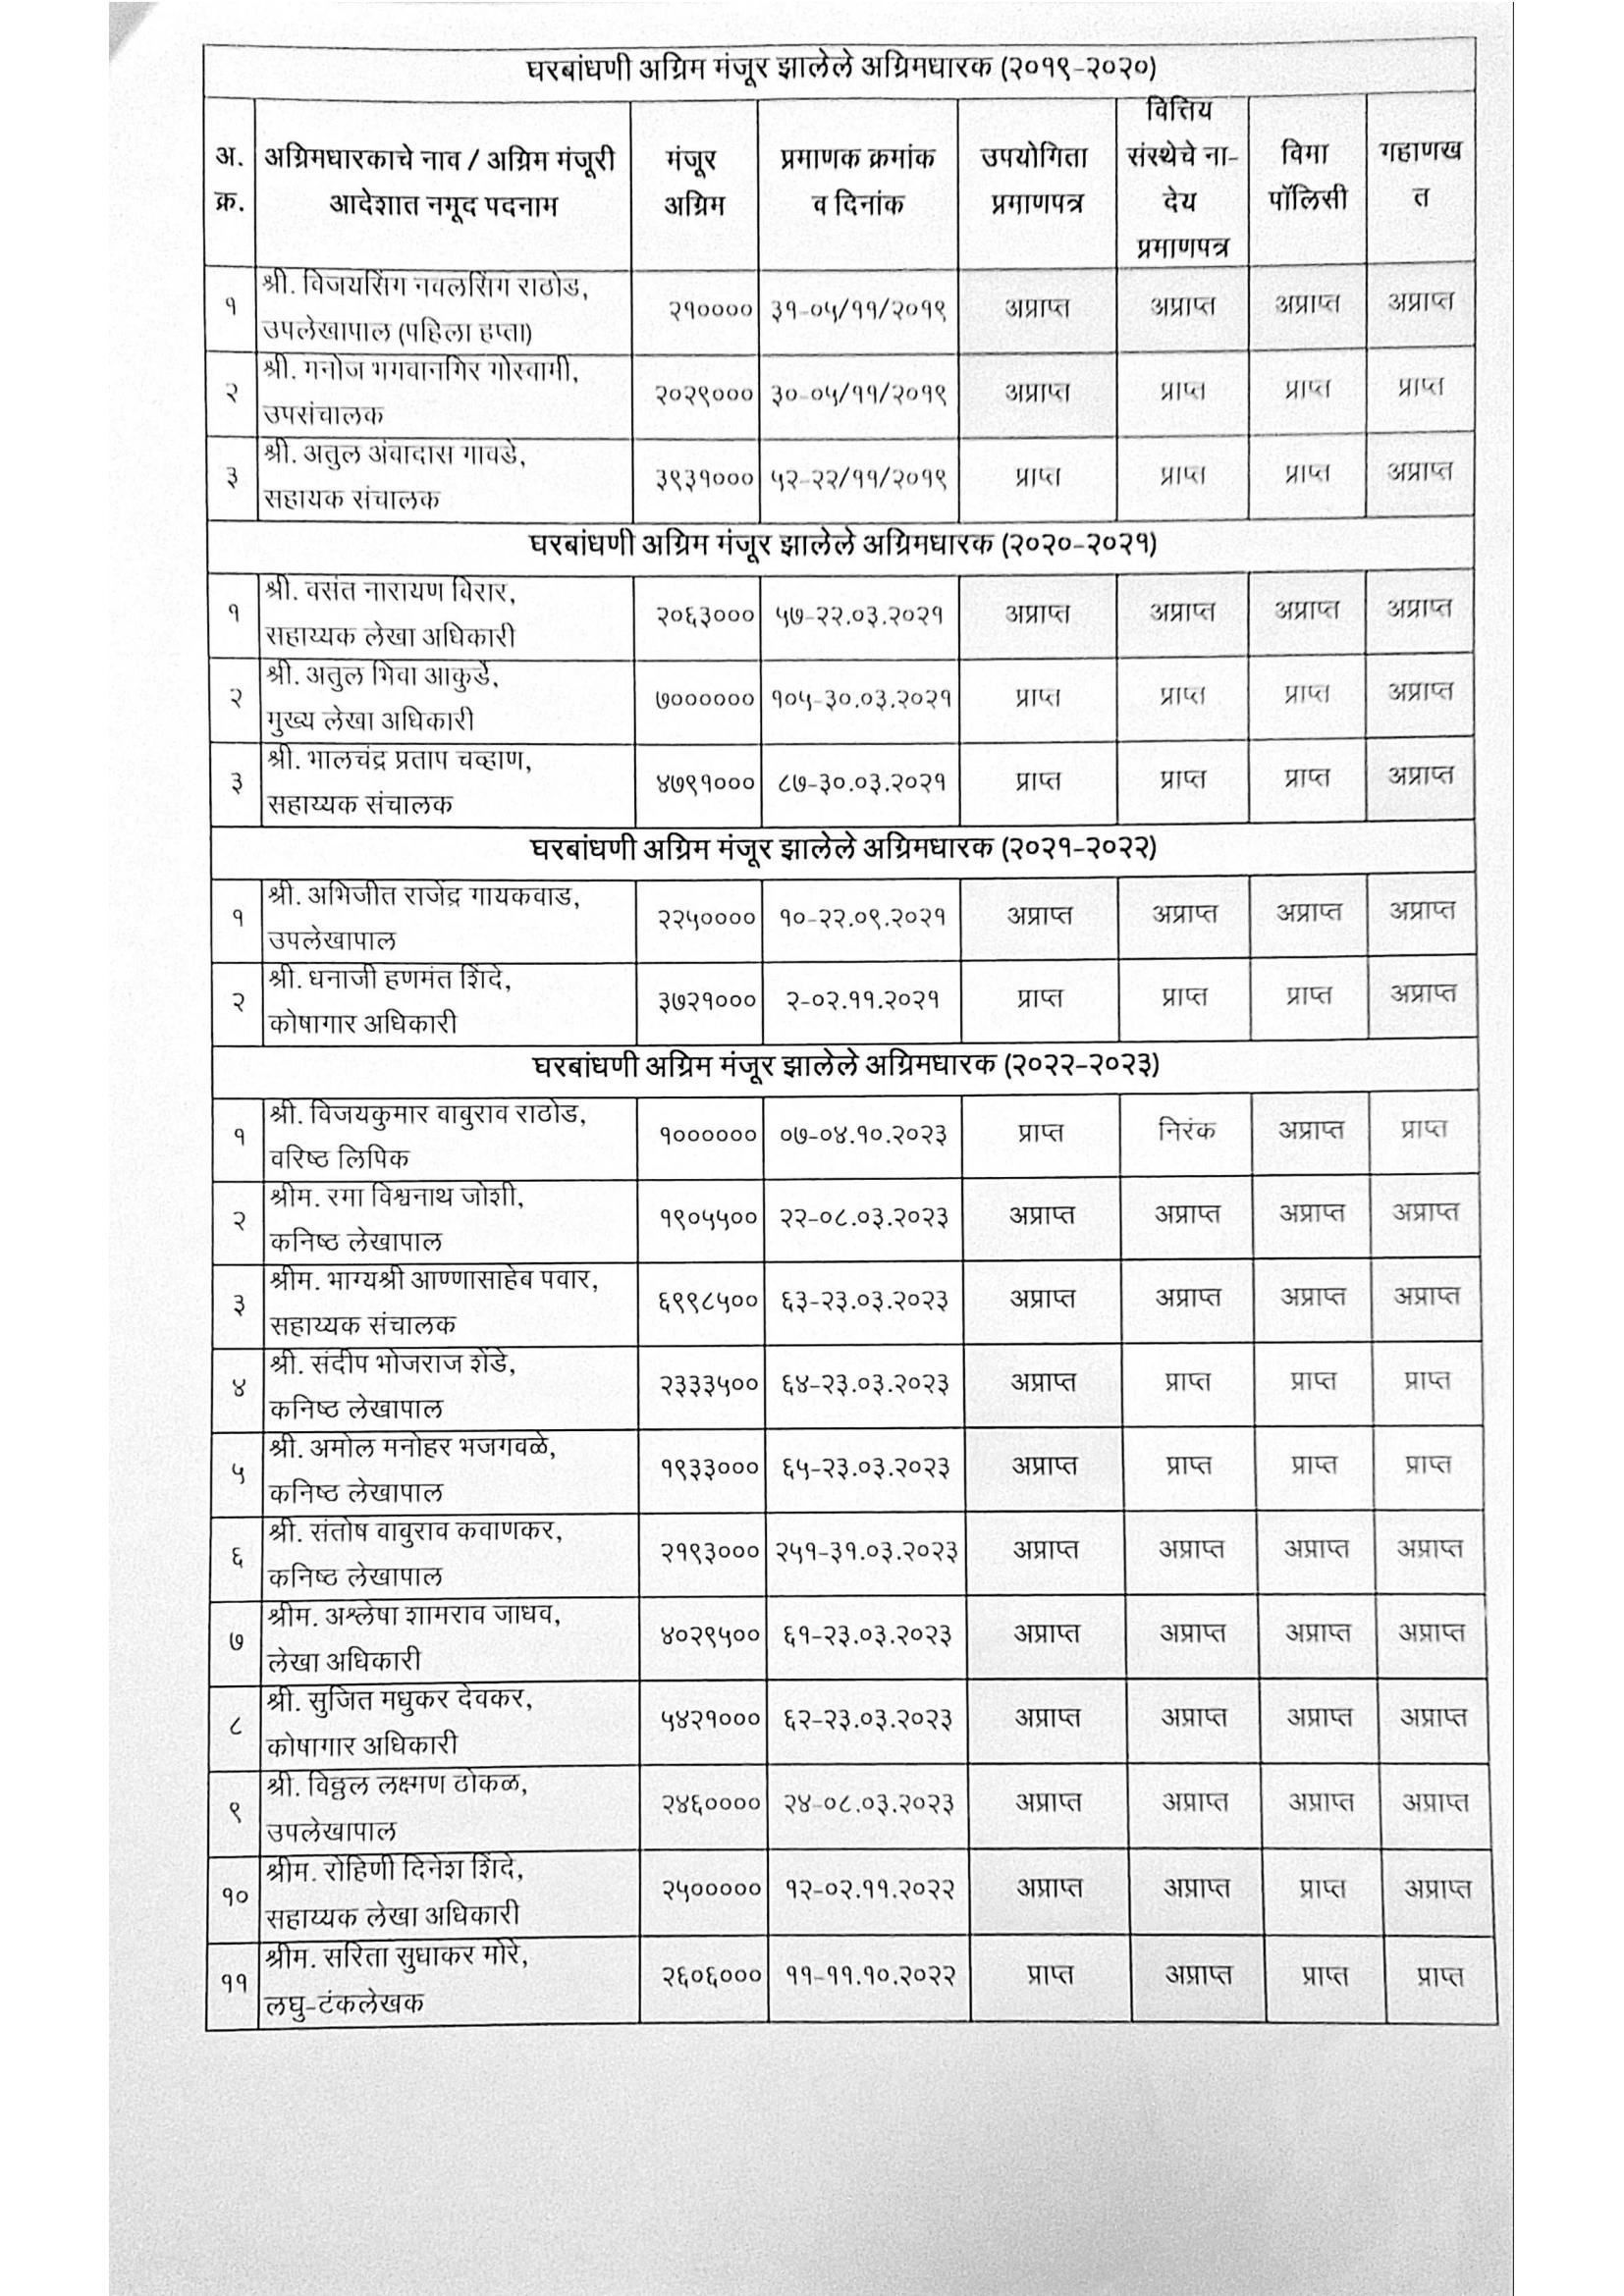 घरबांधणी अग्रिम मंजूर झालेले अग्रिमधारक (२०१९-२०२०)
अ. क्र. अग्रिमधारकाचे नाव / अग्रिम मंजूरी आदेशात नमूद पदनाम मंजूर अग्रिम प्रमाणक क्रमांक व दिनांक उपयोगिता प्रमाणपत्र वित्तिय संस्थेचे ना-देय प्रमाणपत्र विमा पॉलिसी गहाणखत
१ श्री. विजयसिंग नवलसिंग राठोड, २१०००० ३१-०५/११/२०१९ अप्राप्त अप्राप्त अप्राप्त अप्राप्त
उपलेखापाल (पहिला हप्ता)
२ श्री. मनोज भगवानगिर गोस्वामी, २०२९००० ३०-०५/११/२०१९ अप्राप्त प्राप्त प्राप्त प्राप्त
उपसंचालक
३ श्री. अतुल अंबादास गावडे, ३९३१००० ५२-२२/११/२०१९ प्राप्त प्राप्त प्राप्त अप्राप्त
सहायक संचालक
घरबांधणी अग्रिम मंजूर झालेले अग्रिमधारक (२०२०-२०२१)
१ श्री. वसंत नारायण विरार, २०६३००० ५७-२२.०३.२०२१ अप्राप्त अप्राप्त अप्राप्त अप्राप्त
सहाय्यक लेखा अधिकारी
२ श्री. अतुल भिवा आकुर्डे, ७०००००० १०५-३०.०३.२०२१ प्राप्त प्राप्त प्राप्त अप्राप्त
मुख्य लेखा अधिकारी
३ श्री. भालचंद्र प्रताप चव्हाण, ४७९१००० ८७-३०.०३.२०२१ प्राप्त प्राप्त प्राप्त अप्राप्त
सहाय्यक संचालक
घरबांधणी अग्रिम मंजूर झालेले अग्रिमधारक (२०२१-२०२२)
१ श्री. अभिजीत राजेंद्र गायकवाड, २२५०००० १०-२२.०९.२०२१ अप्राप्त अप्राप्त अप्राप्त अप्राप्त
उपलेखापाल
२ श्री. धनाजी हणमंत शिंदे, ३७२१००० २-०२.११.२०२१ प्राप्त प्राप्त प्राप्त अप्राप्त
कोषागार अधिकारी
घरबांधणी अग्रिम मंजूर झालेले अग्रिमधारक (२०२२-२०२३)
१ श्री. विजयकुमार बाबुराव राठोड, १०००००० ०७-०४.१०.२०२३ प्राप्त निरंक अप्राप्त प्राप्त
वरिष्ठ लिपिक
२ श्रीम. रमा विश्वनाथ जोशी, १९०५५०० २२-०८.०३.२०२३ अप्राप्त अप्राप्त अप्राप्त अप्राप्त
कनिष्ठ लेखापाल
३ श्रीम. भाग्यश्री आण्णासाहेब पवार, ६९९८५०० ६३-२३.०३.२०२३ अप्राप्त अप्राप्त अप्राप्त अप्राप्त
सहाय्यक संचालक
४ श्री. संदीप भोजराज शेंडे, २३३३५०० ६४-२३.०३.२०२३ अप्राप्त प्राप्त प्राप्त प्राप्त
कनिष्ठ लेखापाल
५ श्री. अमोल मनोहर भजगवळे, १९३३००० ६५-२३.०३.२०२३ अप्राप्त प्राप्त प्राप्त प्राप्त
कनिष्ठ लेखापाल
६ श्री. संतोष बाबुराव कवाणकर, २१९३००० २५१-३१.०३.२०२३ अप्राप्त अप्राप्त अप्राप्त अप्राप्त
कनिष्ठ लेखापाल
७ श्रीम. अश्लेषा शामराव जाधव, ४०२९५०० ६१-२३.०३.२०२३ अप्राप्त अप्राप्त अप्राप्त अप्राप्त
लेखा अधिकारी
८ श्री. सुजित मधुकर देवकर, ५४२१००० ६२-२३.०३.२०२३ अप्राप्त अप्राप्त अप्राप्त अप्राप्त
कोषागार अधिकारी
९ श्री. विठ्ठल लक्ष्मण ठोकळ, २४६०००० २४-०८.०३.२०२३ अप्राप्त अप्राप्त अप्राप्त अप्राप्त
उपलेखापाल
१० श्रीम. रोहिणी दिनेश शिंदे, २५००००० १२-०२.११.२०२२ अप्राप्त अप्राप्त प्राप्त अप्राप्त
सहाय्यक लेखा अधिकारी
११ श्रीम. सरिता सुधाकर मोरे, २६०६००० ११-११.१०.२०२२ प्राप्त अप्राप्त प्राप्त प्राप्त
लघु-टंकलेखक